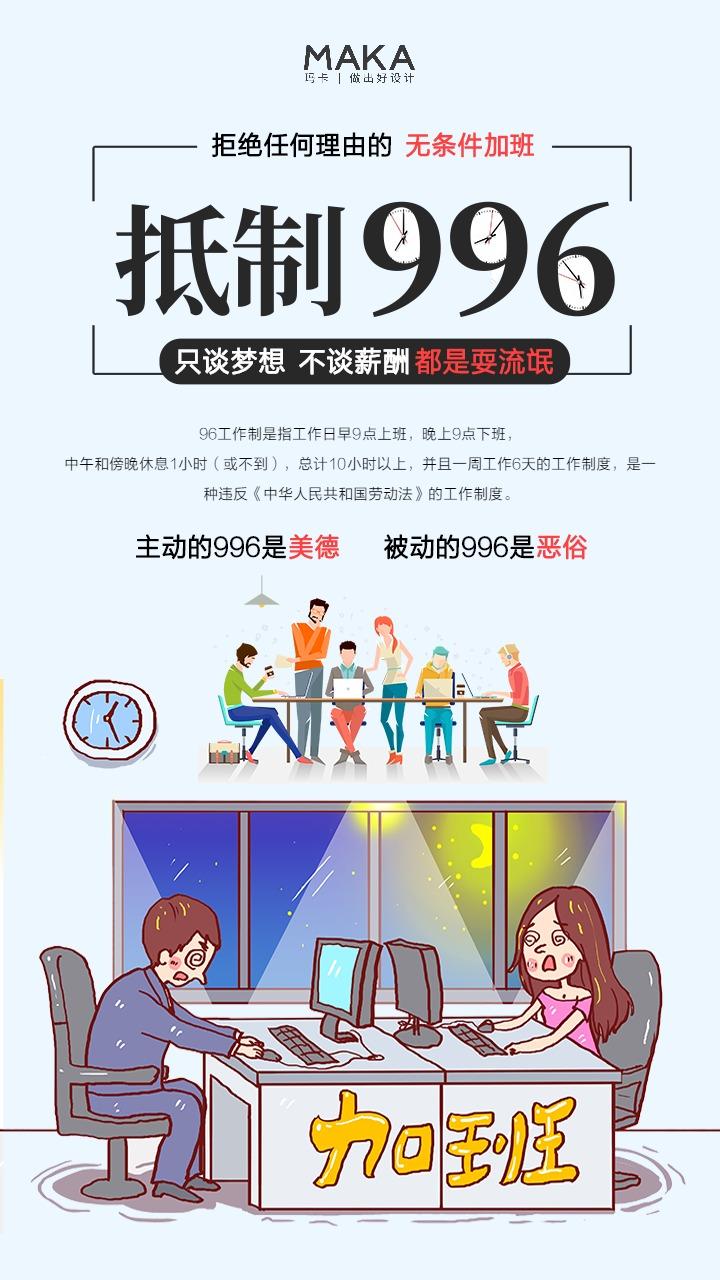 MAKA
玛卡 | 做出好设计
拒绝任何理由的 无条件加班
抵制996
只谈梦想 不谈薪酬 都是耍流氓
96工作制是指工作日早9点上班，晚上9点下班，
中午和傍晚休息1小时（或不到），总计10小时以上，并且一周工作6天的工作制度，是一
种违反《中华人民共和国劳动法》的工作制度。
主动的996是美德 被动的996是恶俗
加班